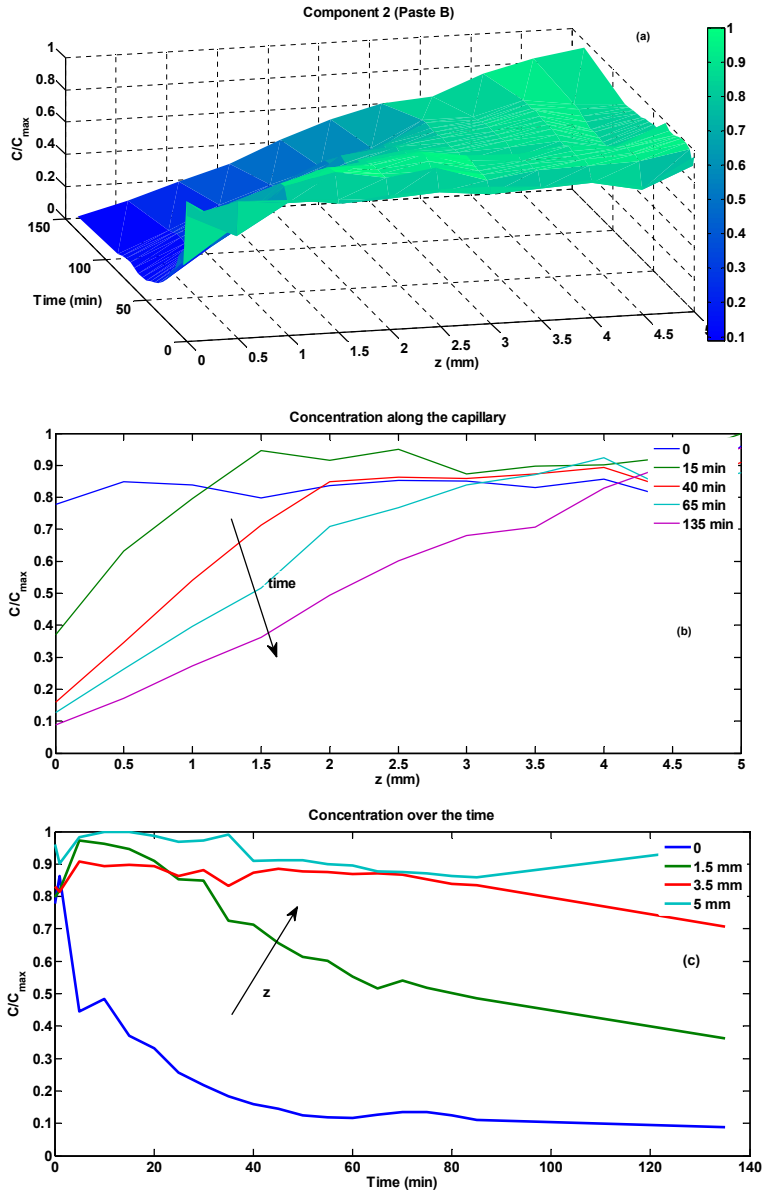 Component 2 (Paste B)
(a)
C/Cmax
1
0.8
0.6
0.4
0.2
0
150
100
50
0
Time (min)
0
0.5
1
1.5
2
2.5
3
3.5
4
4.5
5
z (mm)
1
0.9
0.8
0.7
0.6
0.5
0.4
0.3
0.2
0.1
Concentration along the capillary
C/Cmax
1
0.9
0.8
0.7
0.6
0.5
0.4
0.3
0.2
0.1
0
0
15 min
40 min
65 min
135 min
time
(b)
0 0.5 1 1.5 2 2.5 3 3.5 4 4.5 5
z (mm)
Concentration over the time
C/Cmax
1
0.9
0.8
0.7
0.6
0.5
0.4
0.3
0.2
0.1
0
0
1.5 mm
3.5 mm
5 mm
z
(c)
0 20 40 60 80 100 120 140
Time (min)